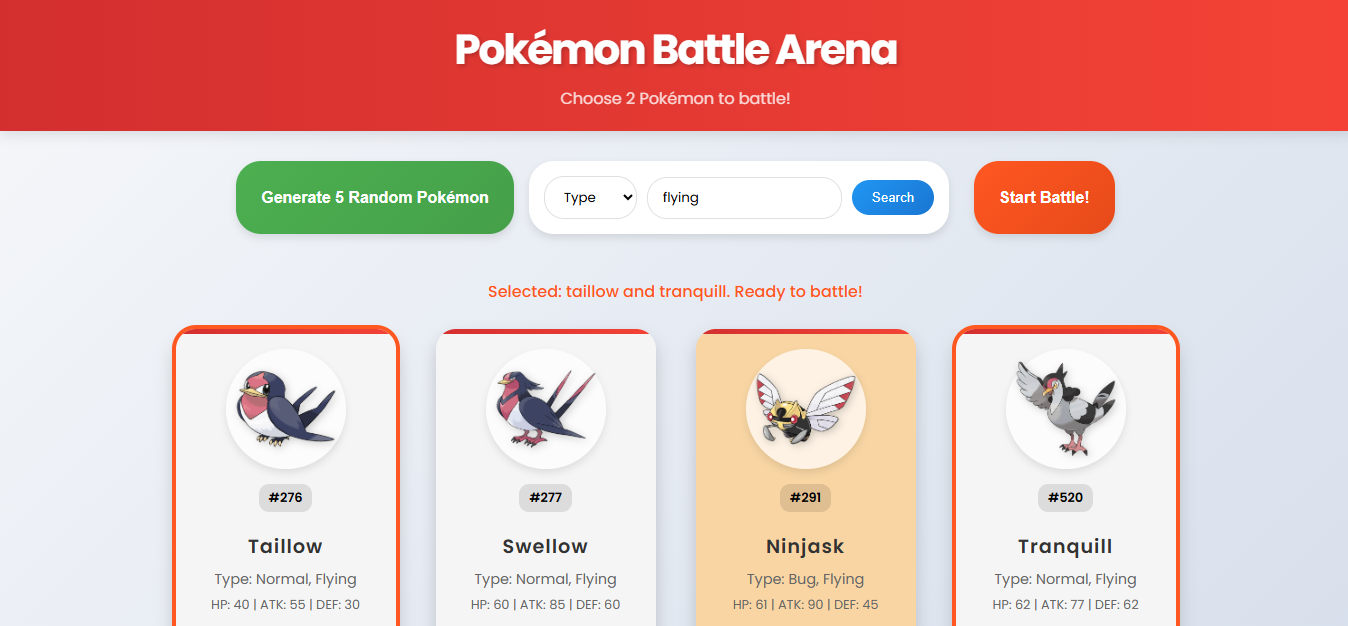 Pokémon Battle Arena
Choose 2 Pokémon to battle!
Generate 5 Random Pokémon
Type
flying
Search
Start Battle!
Selected: taillow and tranquill. Ready to battle!
#276
#277
#291
#520
Taillow
Swellow
Ninjask
Tranquill
Type: Normal, Flying
Type: Normal, Flying
Type: Bug, Flying
Type: Normal, Flying
HP: 40 | ATK: 55 | DEF: 30
HP: 60 | ATK: 85 | DEF: 60
HP: 61 | ATK: 90 | DEF: 45
HP: 62 | ATK: 77 | DEF: 62